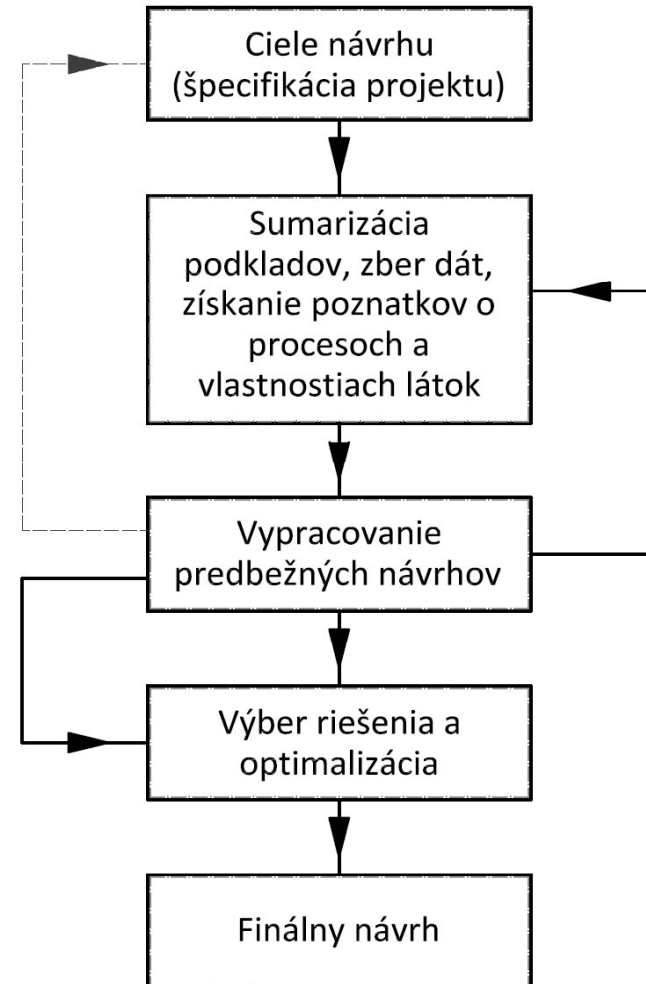 Ciele návrhu
(špecifikácia projektu)
Sumarizácia
podkladov, zber dát,
získanie poznatkov o
procesoch a
vlastnostiach látok
Vypracovanie
predbežných návrhov
Výber riešenia a
optimalizácia
Finálny návrh